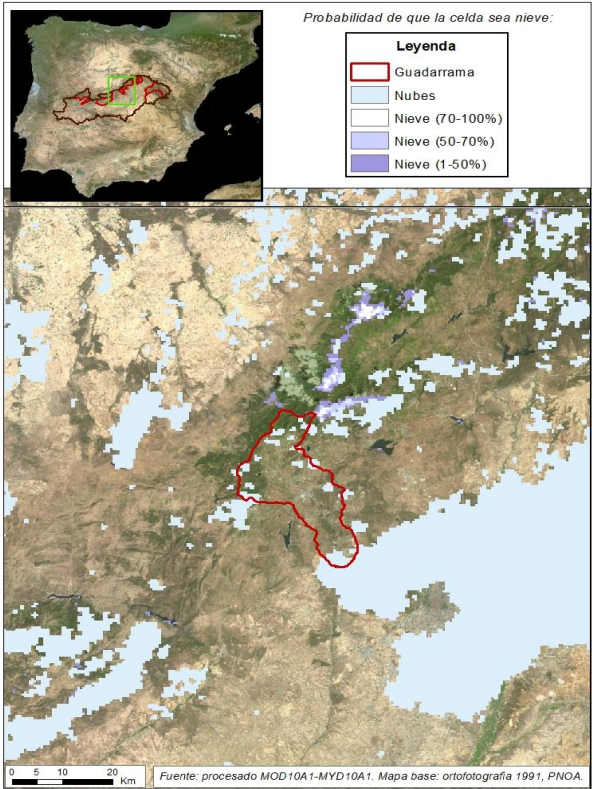 Probabilidad de que la celda sea nieve:
Leyenda
Guadarrama
Nubes
Nieve (70-100%)
Nieve (50-70%)
Nieve (1-50%)
0 5 10 20
Km
Fuente: procesado MOD10A1-MYD10A1. Mapa base: ortofotografía 1991, PNOA.